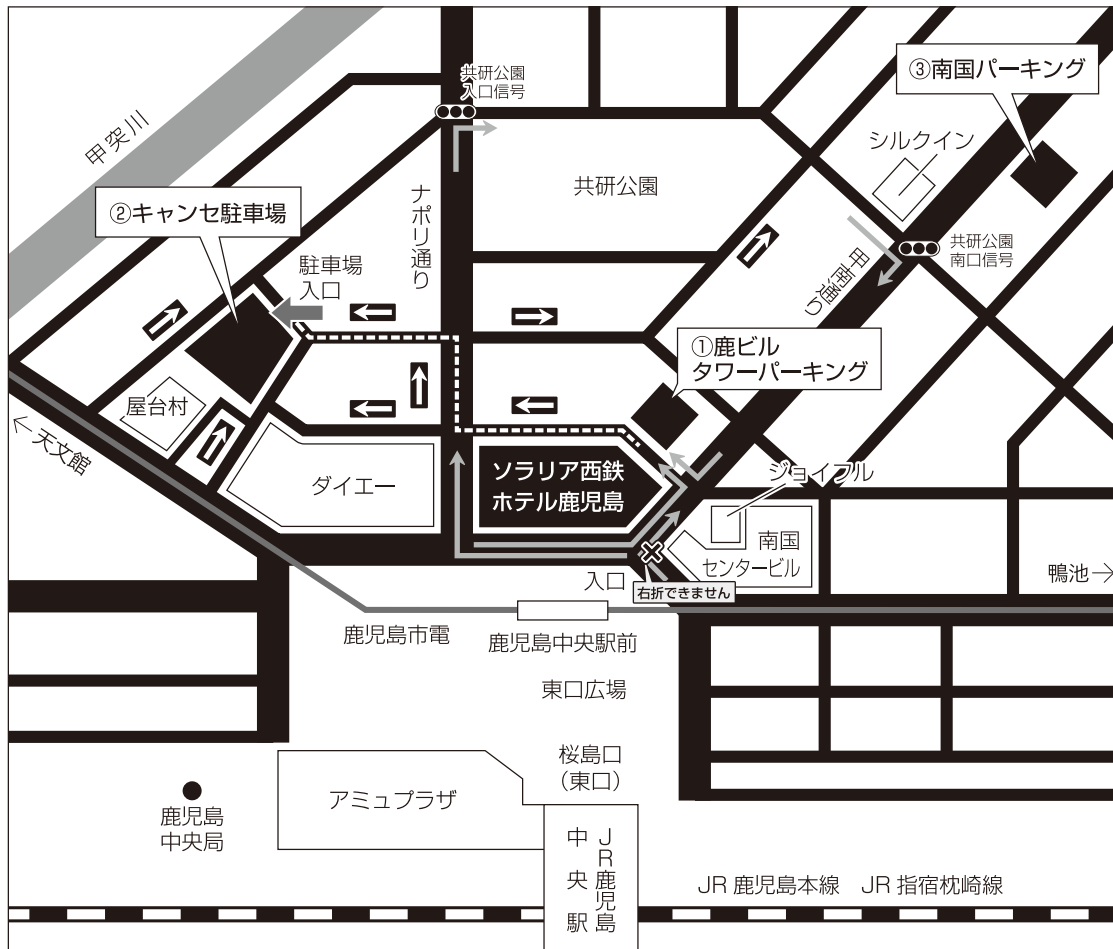 共研公園
入口信号
③南国パーキング
甲突川
シルクイン
ナポリ通り
共研公園
②キャンセ駐車場
共研公園
南口信号
甲南通り
駐車場
入口
①鹿ビル
タワーパーキング
屋台村
←天文館
ダイエー
ソラリア西鉄
ホテル鹿児島
ジョイフル
南国
センタービル
鴨池→
入口
右折できません
鹿児島市電
鹿児島中央駅前
東口広場
桜島口
(東口)
アミュプラザ
鹿児島
中央局
JR鹿児島
中央駅
JR 鹿児島本線 JR 指宿枕崎線